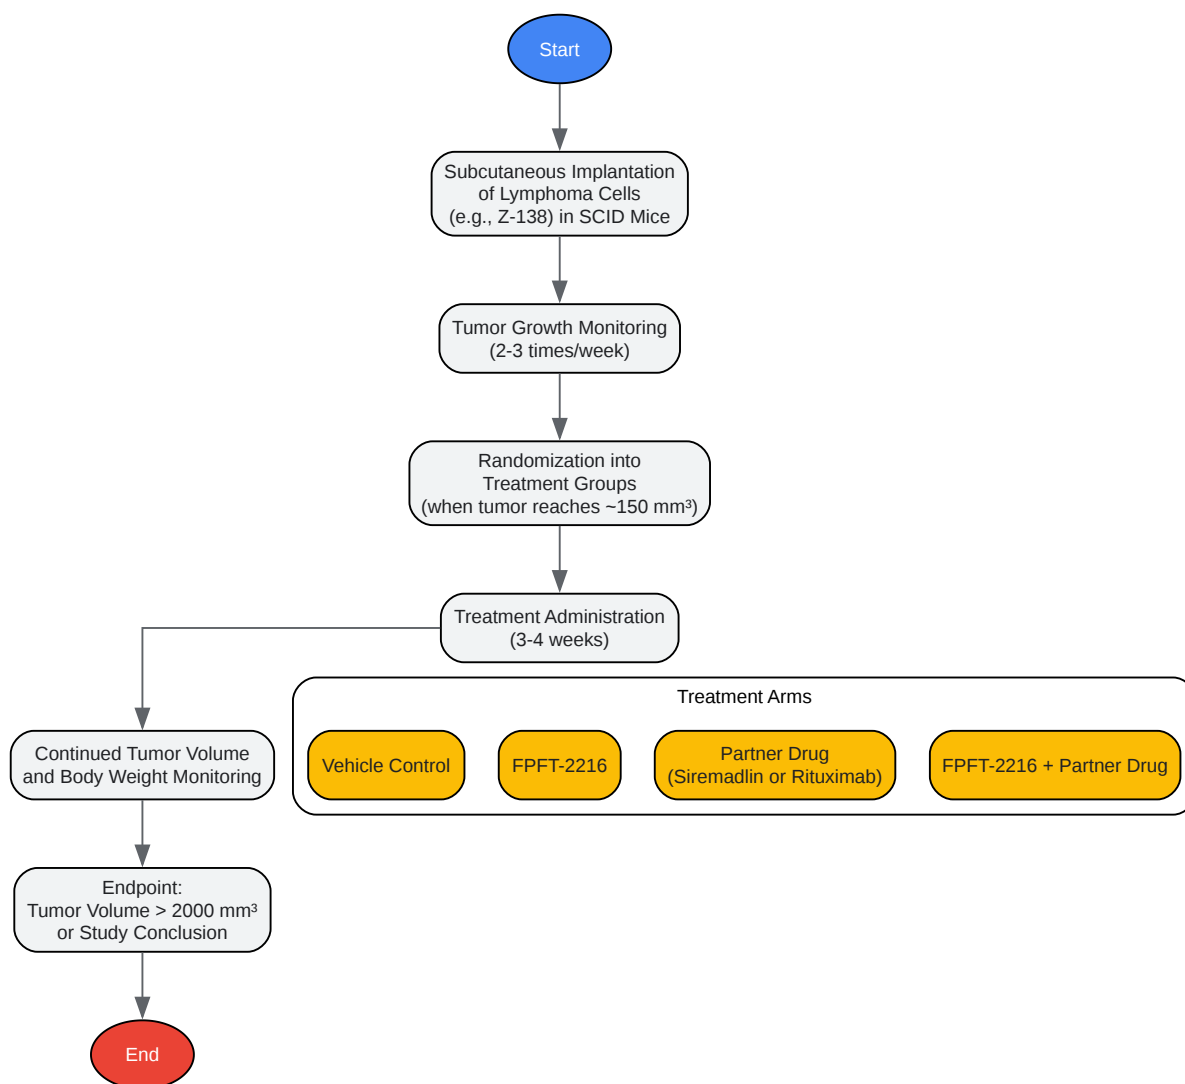 Start
Subcutaneous Implantation
of Lymphoma Cells
(e.g., Z-138) in SCID Mice
Tumor Growth Monitoring
(2-3 times/week)
Randomization into
Treatment Groups
(when tumor reaches ~150 mm³)
Treatment Administration
(3-4 weeks)
Treatment Arms
Continued Tumor Volume
and Body Weight Monitoring
Vehicle Control
FPFT-2216
Partner Drug
(Siremadlin or Rituximab)
FPFT-2216 + Partner Drug
Endpoint:
Tumor Volume > 2000 mm³
or Study Conclusion
End